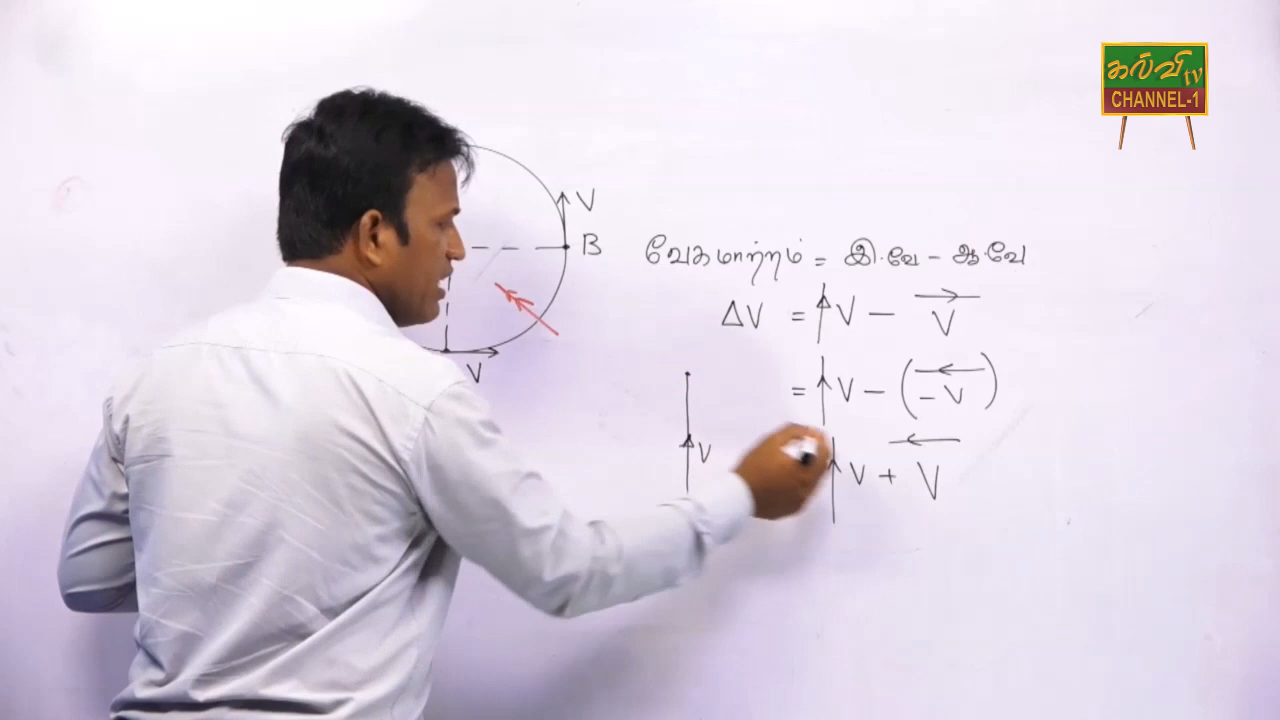 கல்வி tv
CHANNEL-1
V
B
V
வேகமாற்றம் = இ.வே - ஆ.வே
ΔV = ↑V - →V
= ↑V - (←-V)
↑V + ←V
V